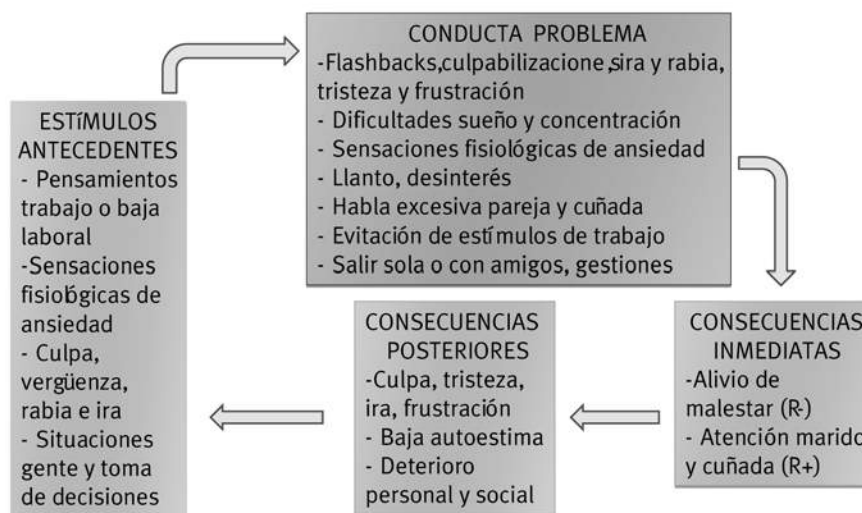 CONDUCTA PROBLEMA
-Flashbacks,culpabilizacione,sira y rabia,
tristeza y frustración
- Dificultades sueño y concentración
- Sensaciones fisiológicas de ansiedad
- Llanto, desinterés
- Habla excesiva pareja y cuñada
- Evitación de estímulos de trabajo
- Salir sola o con amigos, gestiones
ESTÍMULOS
ANTECEDENTES
- Pensamientos
trabajo o baja
laboral
-Sensaciones
fisiológicas de
ansiedad
- Culpa,
vergüenza,
rabia e ira
- Situaciones
gente y toma
de decisiones
CONSECUENCIAS
POSTERIORES
-Culpa, tristeza,
ira, frustración
- Baja autoestima
- Deterioro
personal y social
CONSECUENCIAS
INMEDIATAS
-Alivio de
malestar (R-)
- Atención marido
y cuñada (R+)